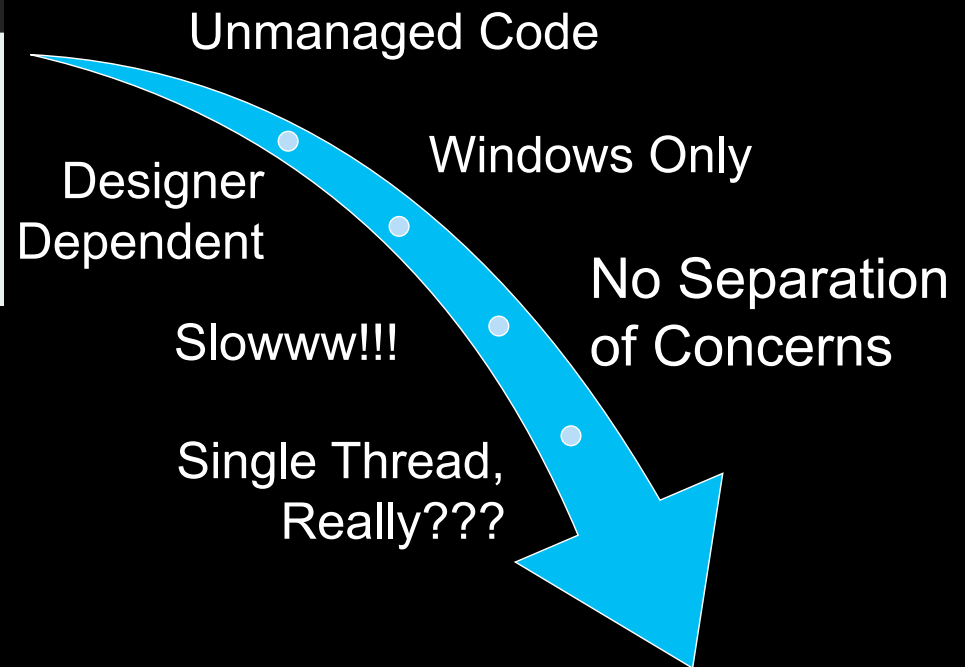 Unmanaged Code
Windows Only
Designer
Dependent
No Separation
of Concerns
Slowww!!!
Single Thread,
Really???